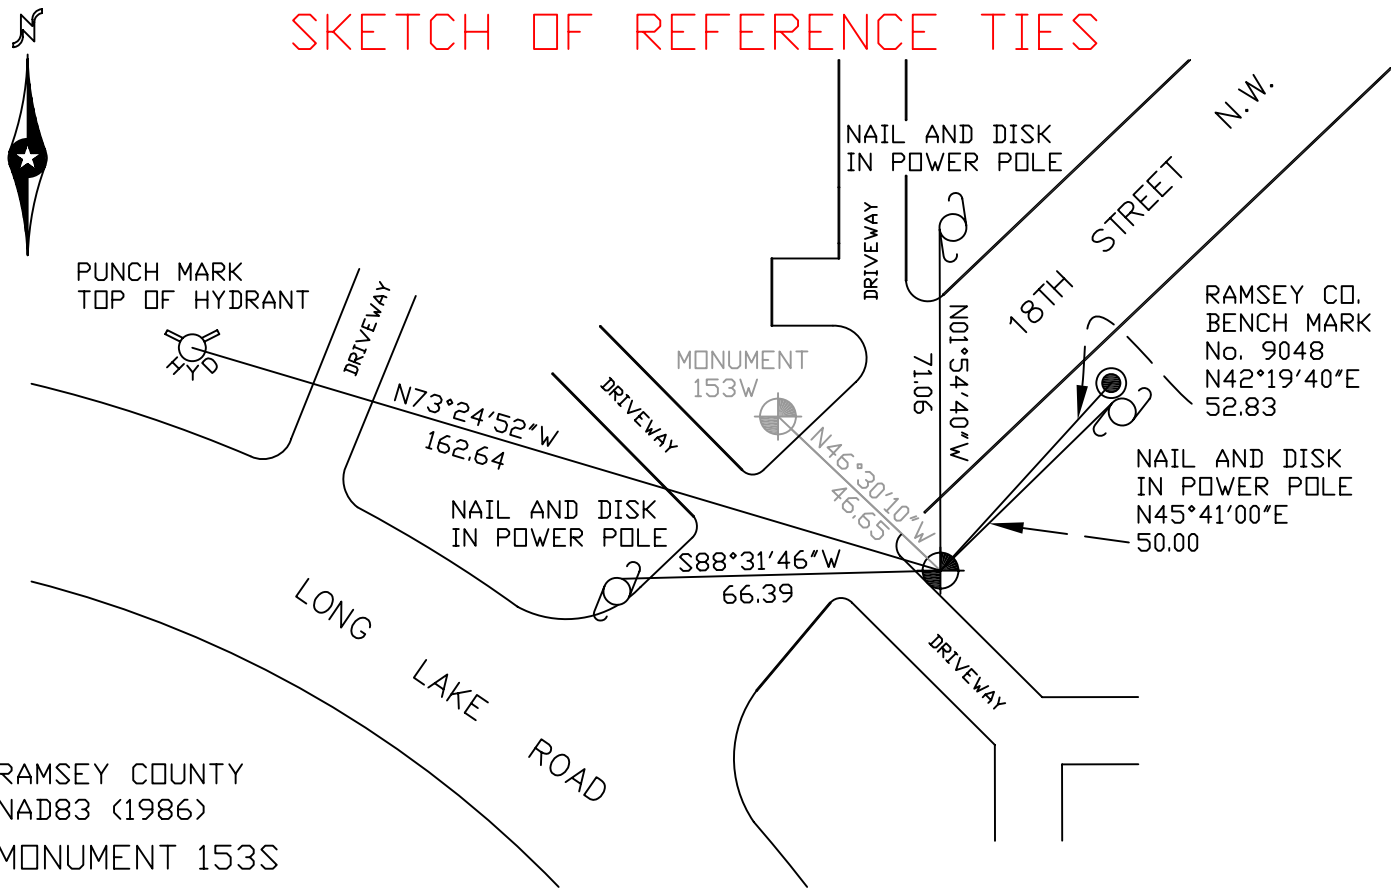 N
SKETCH OF REFERENCE TIES
N.W.
NAIL AND DISK
IN POWER POLE
18TH STREET
DRIVEWAY
PUNCH MARK
TOP OF HYDRANT
HYD
DRIVEWAY
RAMSEY CO.
BENCH MARK
No. 9048
N42°19'40"E
52.83
N01°54'40"W
71.06
MONUMENT
153W
DRIVEWAY
N73°24'52"W
162.64
N46°30'10"W
46.65
NAIL AND DISK
IN POWER POLE
N45°41'00"E
50.00
NAIL AND DISK
IN POWER POLE
S88°31'46"W
66.39
LONG LAKE ROAD
DRIVEWAY
RAMSEY COUNTY
NAD83 (1986)
MONUMENT 153S